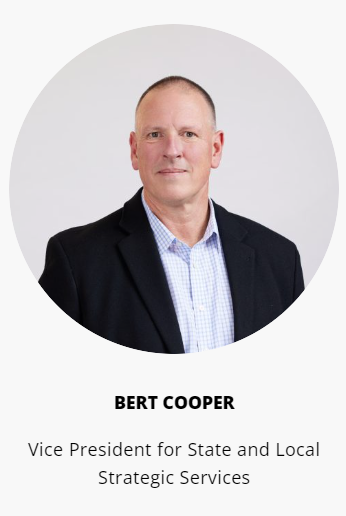 BERT COOPER
Vice President for State and Local
Strategic Services